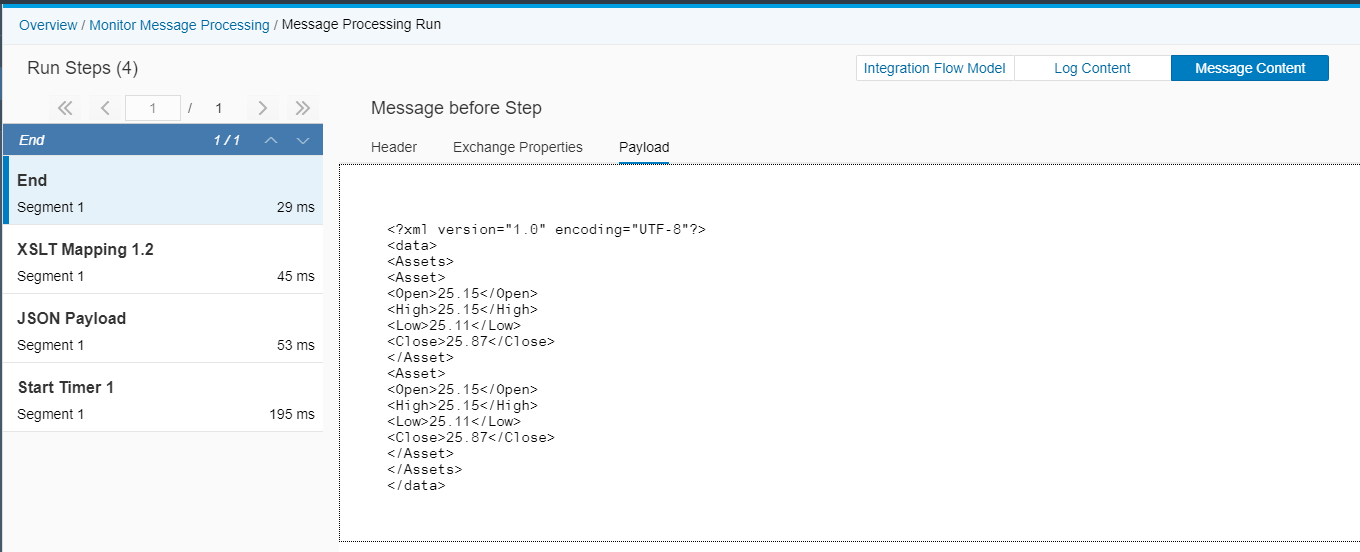 Overview / Monitor Message Processing / Message Processing Run
Run Steps (4)
Integration Flow Model
Log Content
Message Content
1 / 1
End 1 / 1
End
Segment 1 29 ms
XSLT Mapping 1.2
Segment 1 45 ms
JSON Payload
Segment 1 53 ms
Start Timer 1
Segment 1 195 ms
Message before Step
Header Exchange Properties Payload
<?xml version="1.0" encoding="UTF-8"?>
<data>
<Assets>
<Asset>
<Open>25.15</Open>
<High>25.15</High>
<Low>25.11</Low>
<Close>25.87</Close>
</Asset>
<Asset>
<Open>25.15</Open>
<High>25.15</High>
<Low>25.11</Low>
<Close>25.87</Close>
</Asset>
</Assets>
</data>